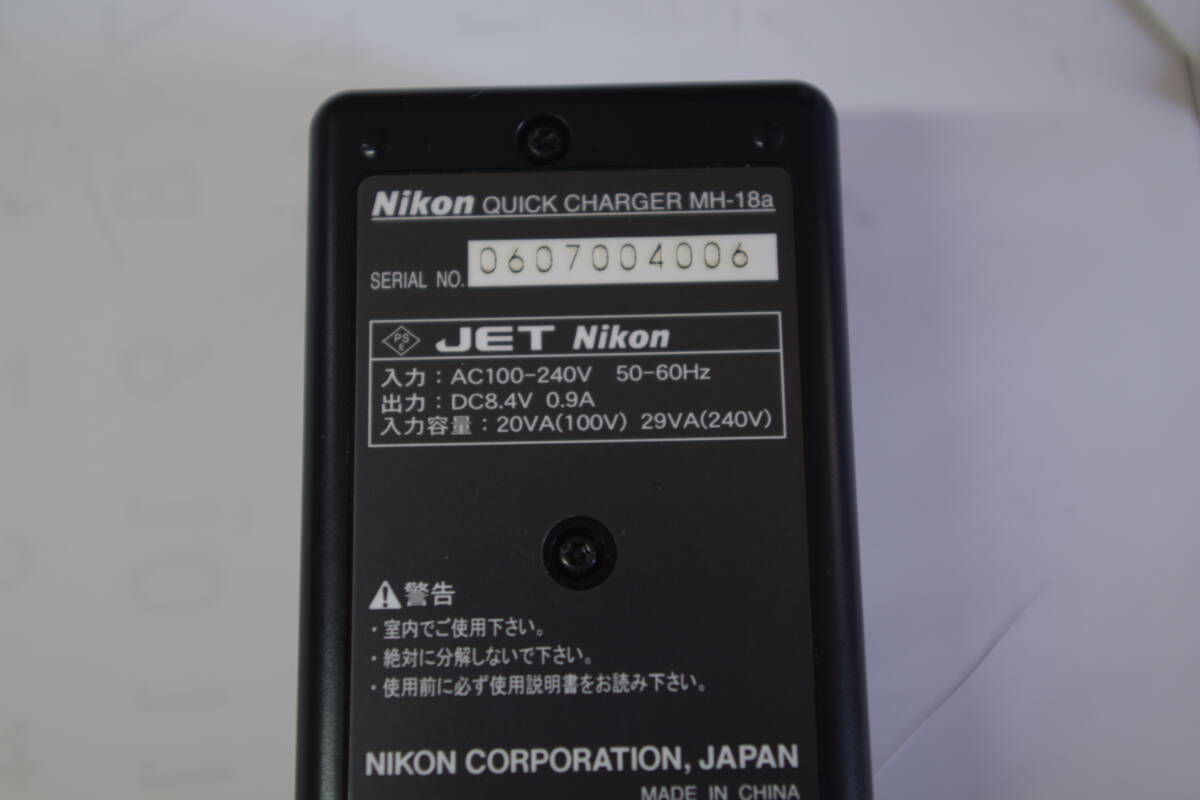 Nikon QUICK CHARGER MH-18a
SERIAL NO. 0607004006
PS E JET Nikon
入力：AC100-240V 50-60Hz
出力：DC8.4V 0.9A
入力容量：20VA(100V) 29VA(240V)
警告
・室内でご使用下さい。
・絶対に分解しないで下さい。
・使用前に必ず使用説明書をお読み下さい。
NIKON CORPORATION, JAPAN
MADE IN CHINA